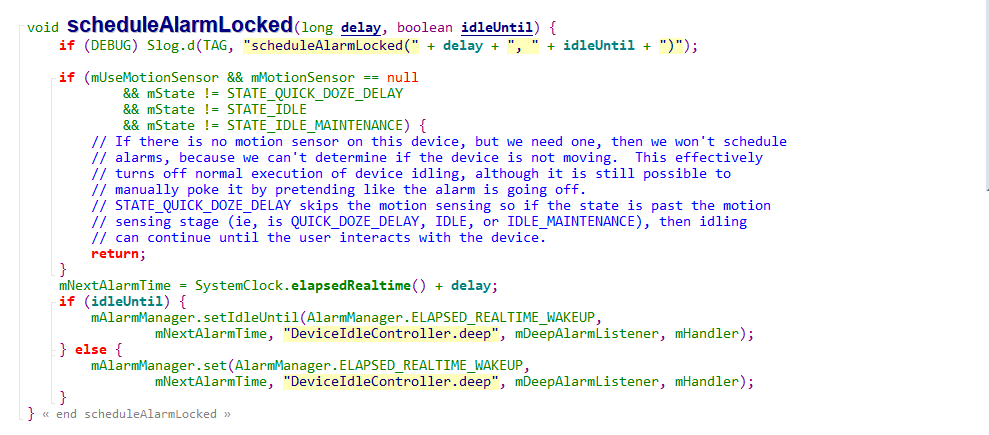 void scheduleAlarmLocked(long delay, boolean idleUntil) {
    if (DEBUG) Slog.d(TAG, "scheduleAlarmLocked(" + delay + ", " + idleUntil + ")");

    if (mUseMotionSensor && mMotionSensor == null
            && mState != STATE_QUICK_DOZE_DELAY
            && mState != STATE_IDLE
            && mState != STATE_IDLE_MAINTENANCE) {
        // If there is no motion sensor on this device, but we need one, then we won't schedule
        // alarms, because we can't determine if the device is not moving.  This effectively
        // turns off normal execution of device idling, although it is still possible to
        // manually poke it by pretending like the alarm is going off.
        // STATE_QUICK_DOZE_DELAY skips the motion sensing so if the state is past the motion
        // sensing stage (ie, is QUICK_DOZE_DELAY, IDLE, or IDLE_MAINTENANCE), then idling
        // can continue until the user interacts with the device.
        return;
    }
    mNextAlarmTime = SystemClock.elapsedRealtime() + delay;
    if (idleUntil) {
        mAlarmManager.setIdleUntil(AlarmManager.ELAPSED_REALTIME_WAKEUP,
                mNextAlarmTime, "DeviceIdleController.deep", mDeepAlarmListener, mHandler);
    } else {
        mAlarmManager.set(AlarmManager.ELAPSED_REALTIME_WAKEUP,
                mNextAlarmTime, "DeviceIdleController.deep", mDeepAlarmListener, mHandler);
    }
} « end scheduleAlarmLocked »